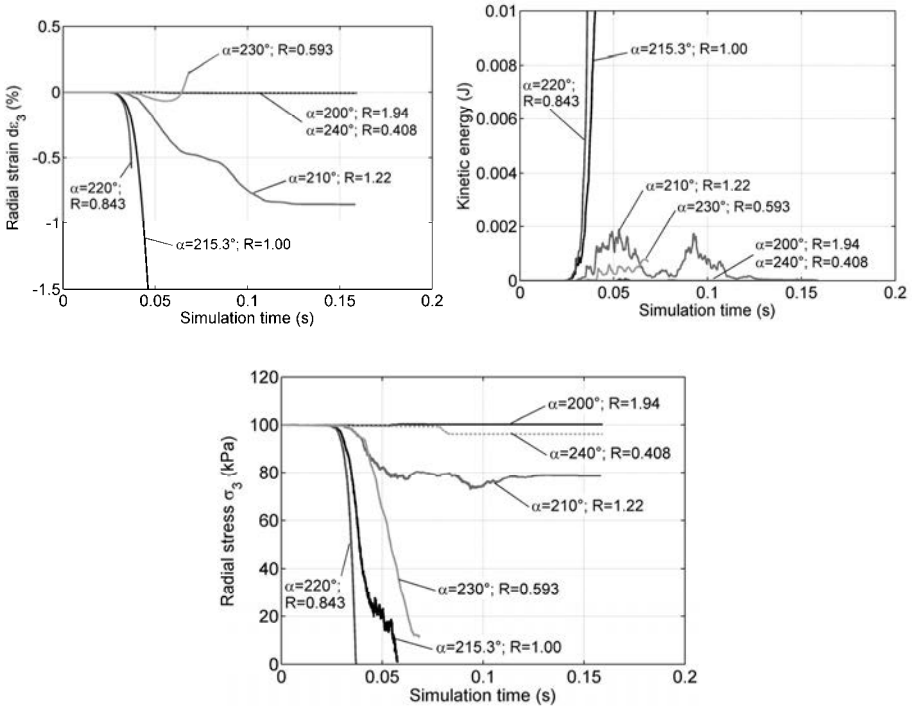 0.5
0
-0.5
-1
-1.5
0
0.05
0.1
0.15
0.2
Radial strain dε3 (%)
Simulation time (s)
α=230°; R=0.593
α=200°; R=1.94
α=240°; R=0.408
α=220°;
R=0.843
α=210°; R=1.22
α=215.3°; R=1.00
0.01
0.008
0.006
0.004
0.002
0
0
0.05
0.1
0.15
0.2
Kinetic energy (J)
Simulation time (s)
α=215.3°; R=1.00
α=220°;
R=0.843
α=210°; R=1.22
α=230°; R=0.593
α=200°; R=1.94
α=240°; R=0.408
120
100
80
60
40
20
0
0
0.05
0.1
0.15
0.2
Radial stress σ3 (kPa)
Simulation time (s)
α=200°; R=1.94
α=240°; R=0.408
α=210°; R=1.22
α=220°;
R=0.843
α=230°; R=0.593
α=215.3°; R=1.00